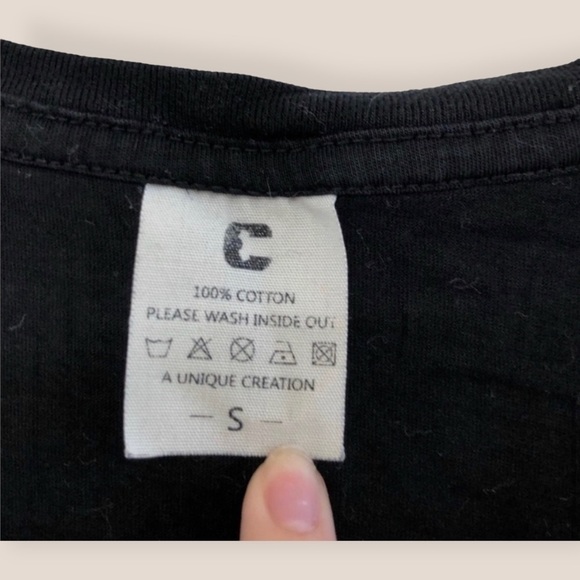 C
100% COTTON
PLEASE WASH INSIDE OUT
A UNIQUE CREATION
— S —